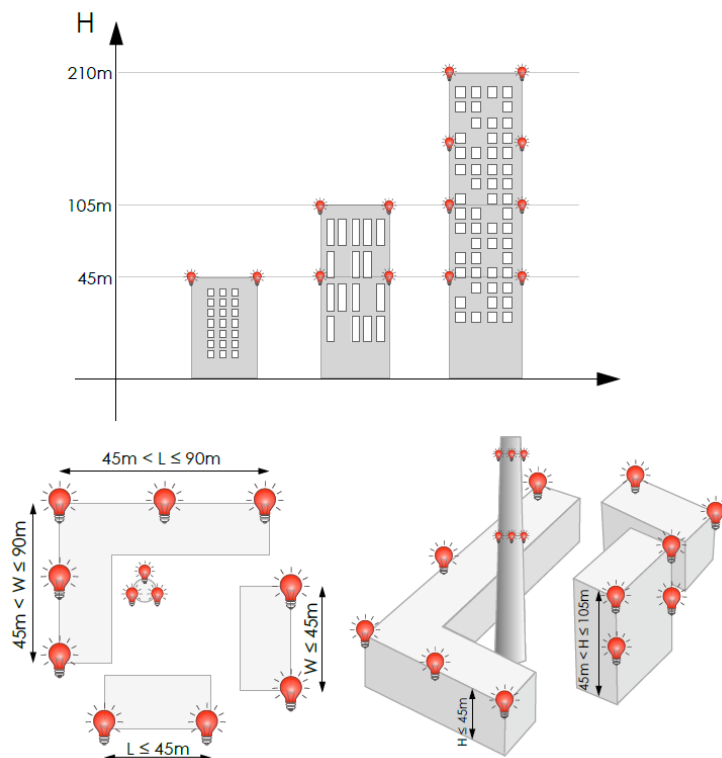 H
210m
105m
45m
45m < L ≤ 90m
45m < W ≤ 90m
W ≤ 45m
L ≤ 45m
H ≤ 45m
45m < H ≤ 105m